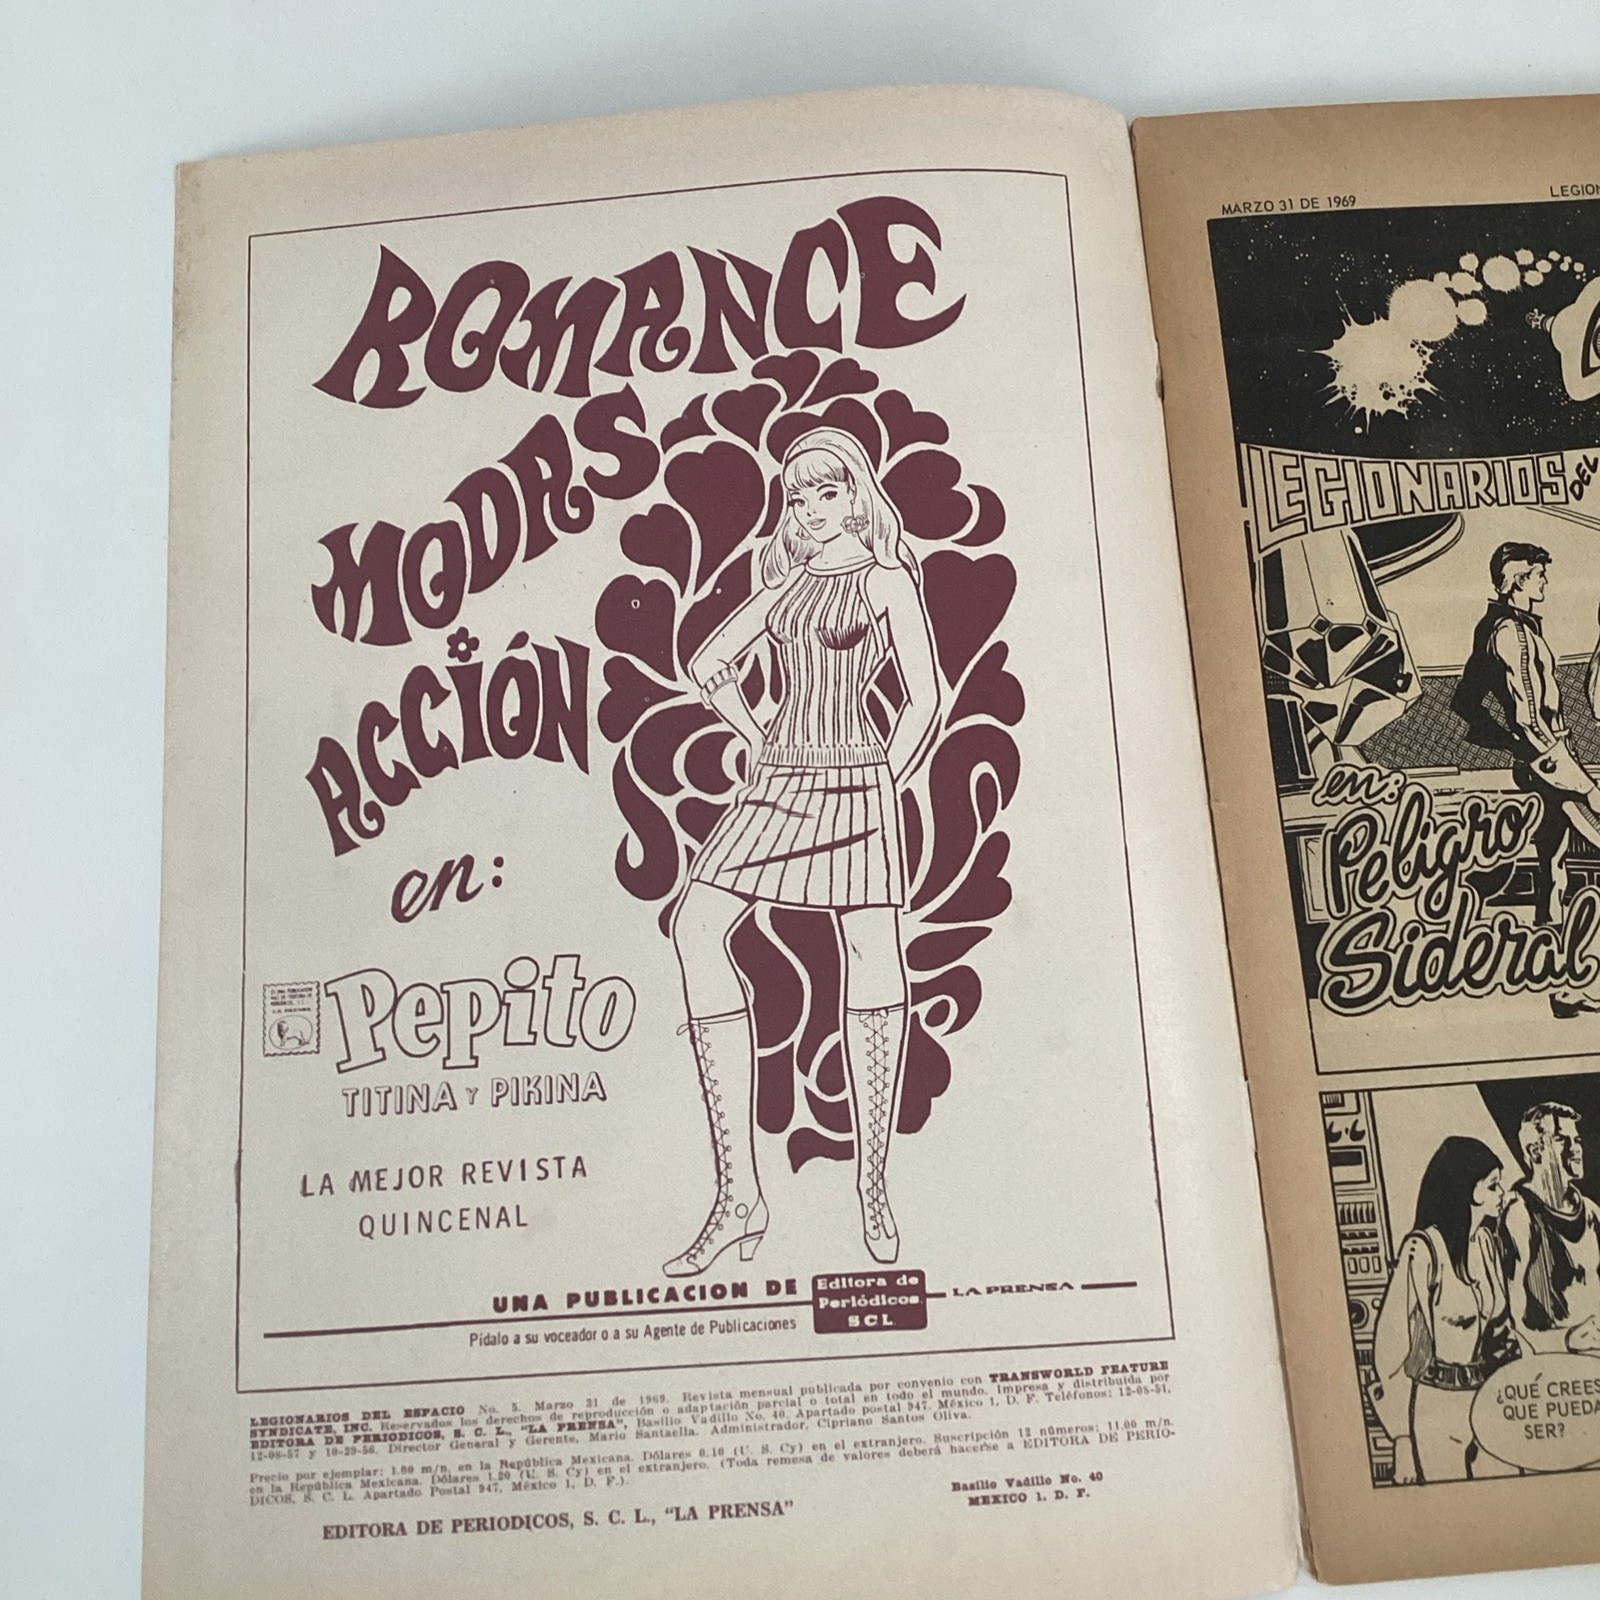 ROMANCE
MODAS
ACCIÓN
en:
Pepito
TITINA Y PIKINA
LA MEJOR REVISTA
QUINCENAL
UNA PUBLICACION DE
Editora de
Periódicos
SCL
LA PRENSA
Pídalo a su voceador o a su Agente de Publicaciones
LEGIONARIOS DEL ESPACIO No. 5. Marzo 31 de 1969. Revista mensual publicada por convenio con TRANSWORLD FEATURE
SYNDICATE, INC. Reservados los derechos de reproducción o adaptación parcial o total en todo el mundo. Impresa y distribuida por
EDITORA DE PERIODICOS, S. C. L., "LA PRENSA", Basilio Vadillo No. 40. Apartado postal 947. México 1, D. F. Teléfonos: 12-08-51,
12-08-57 y 10-29-56. Director General y Gerente, Mario Santaella. Administrador, Cipriano Santos Oliva.
Precio por ejemplar: 1.00 m/n. en la República Mexicana. Dólares 0.10 (U. S. Cy) en el extranjero. Suscripción 12 números: 11.00 m/n.
en la República Mexicana. Dólares 1.20 (U. S. Cy) en el extranjero. (Toda remesa de valores deberá hacerse a EDITORA DE PERIO-
DICOS, S. C. L. Apartado Postal 947, México 1, D. F.).
Basilio Vadillo No. 40
MEXICO 1, D. F.
EDITORA DE PERIODICOS, S. C. L., "LA PRENSA"
MARZO 31 DE 1969
LEGION
LEGIONARIOS DEL
en:
Peligro
Sideral
¿QUÉ CREES
QUE PUEDA
SER?